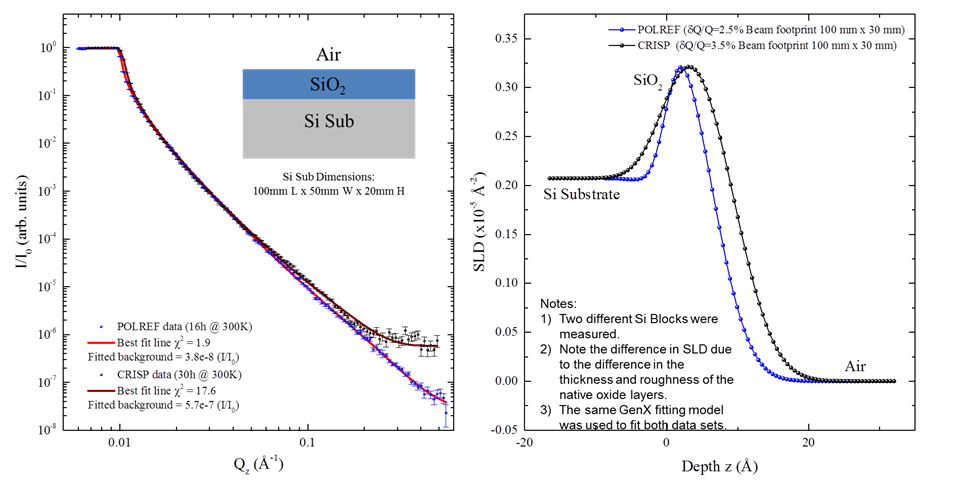 10⁰
10⁻¹
10⁻²
10⁻³
10⁻⁴
10⁻⁵
10⁻⁶
10⁻⁷
10⁻⁸
I/I₀ (arb. units)
Air
SiO₂
Si Sub
Si Sub Dimensions:
100mm L x 50mm W x 20mm H
POLREF data (16h @ 300K)
Best fit line χ² = 1.9
Fitted background = 3.8e-8 (I/I₀)
CRISP data (30h @ 300K)
Best fit line χ² = 17.6
Fitted background = 5.7e-7 (I/I₀)
0.01 0.1
Q_z (Å⁻¹)
POLREF (δQ/Q=2.5% Beam footprint 100 mm x 30 mm)
CRISP (δQ/Q=3.5% Beam footprint 100 mm x 30 mm)
0.30
0.25
0.20
0.15
0.10
0.05
0.00
SLD (x10⁻⁵ Å⁻²)
SiO₂
Si Substrate
Notes:
1) Two different Si Blocks were
measured.
2) Note the difference in SLD due
to the difference in the
thickness and roughness of the
native oxide layers.
3) The same GenX fitting model
was used to fit both data sets.
Air
-20 0 20
Depth z (Å)